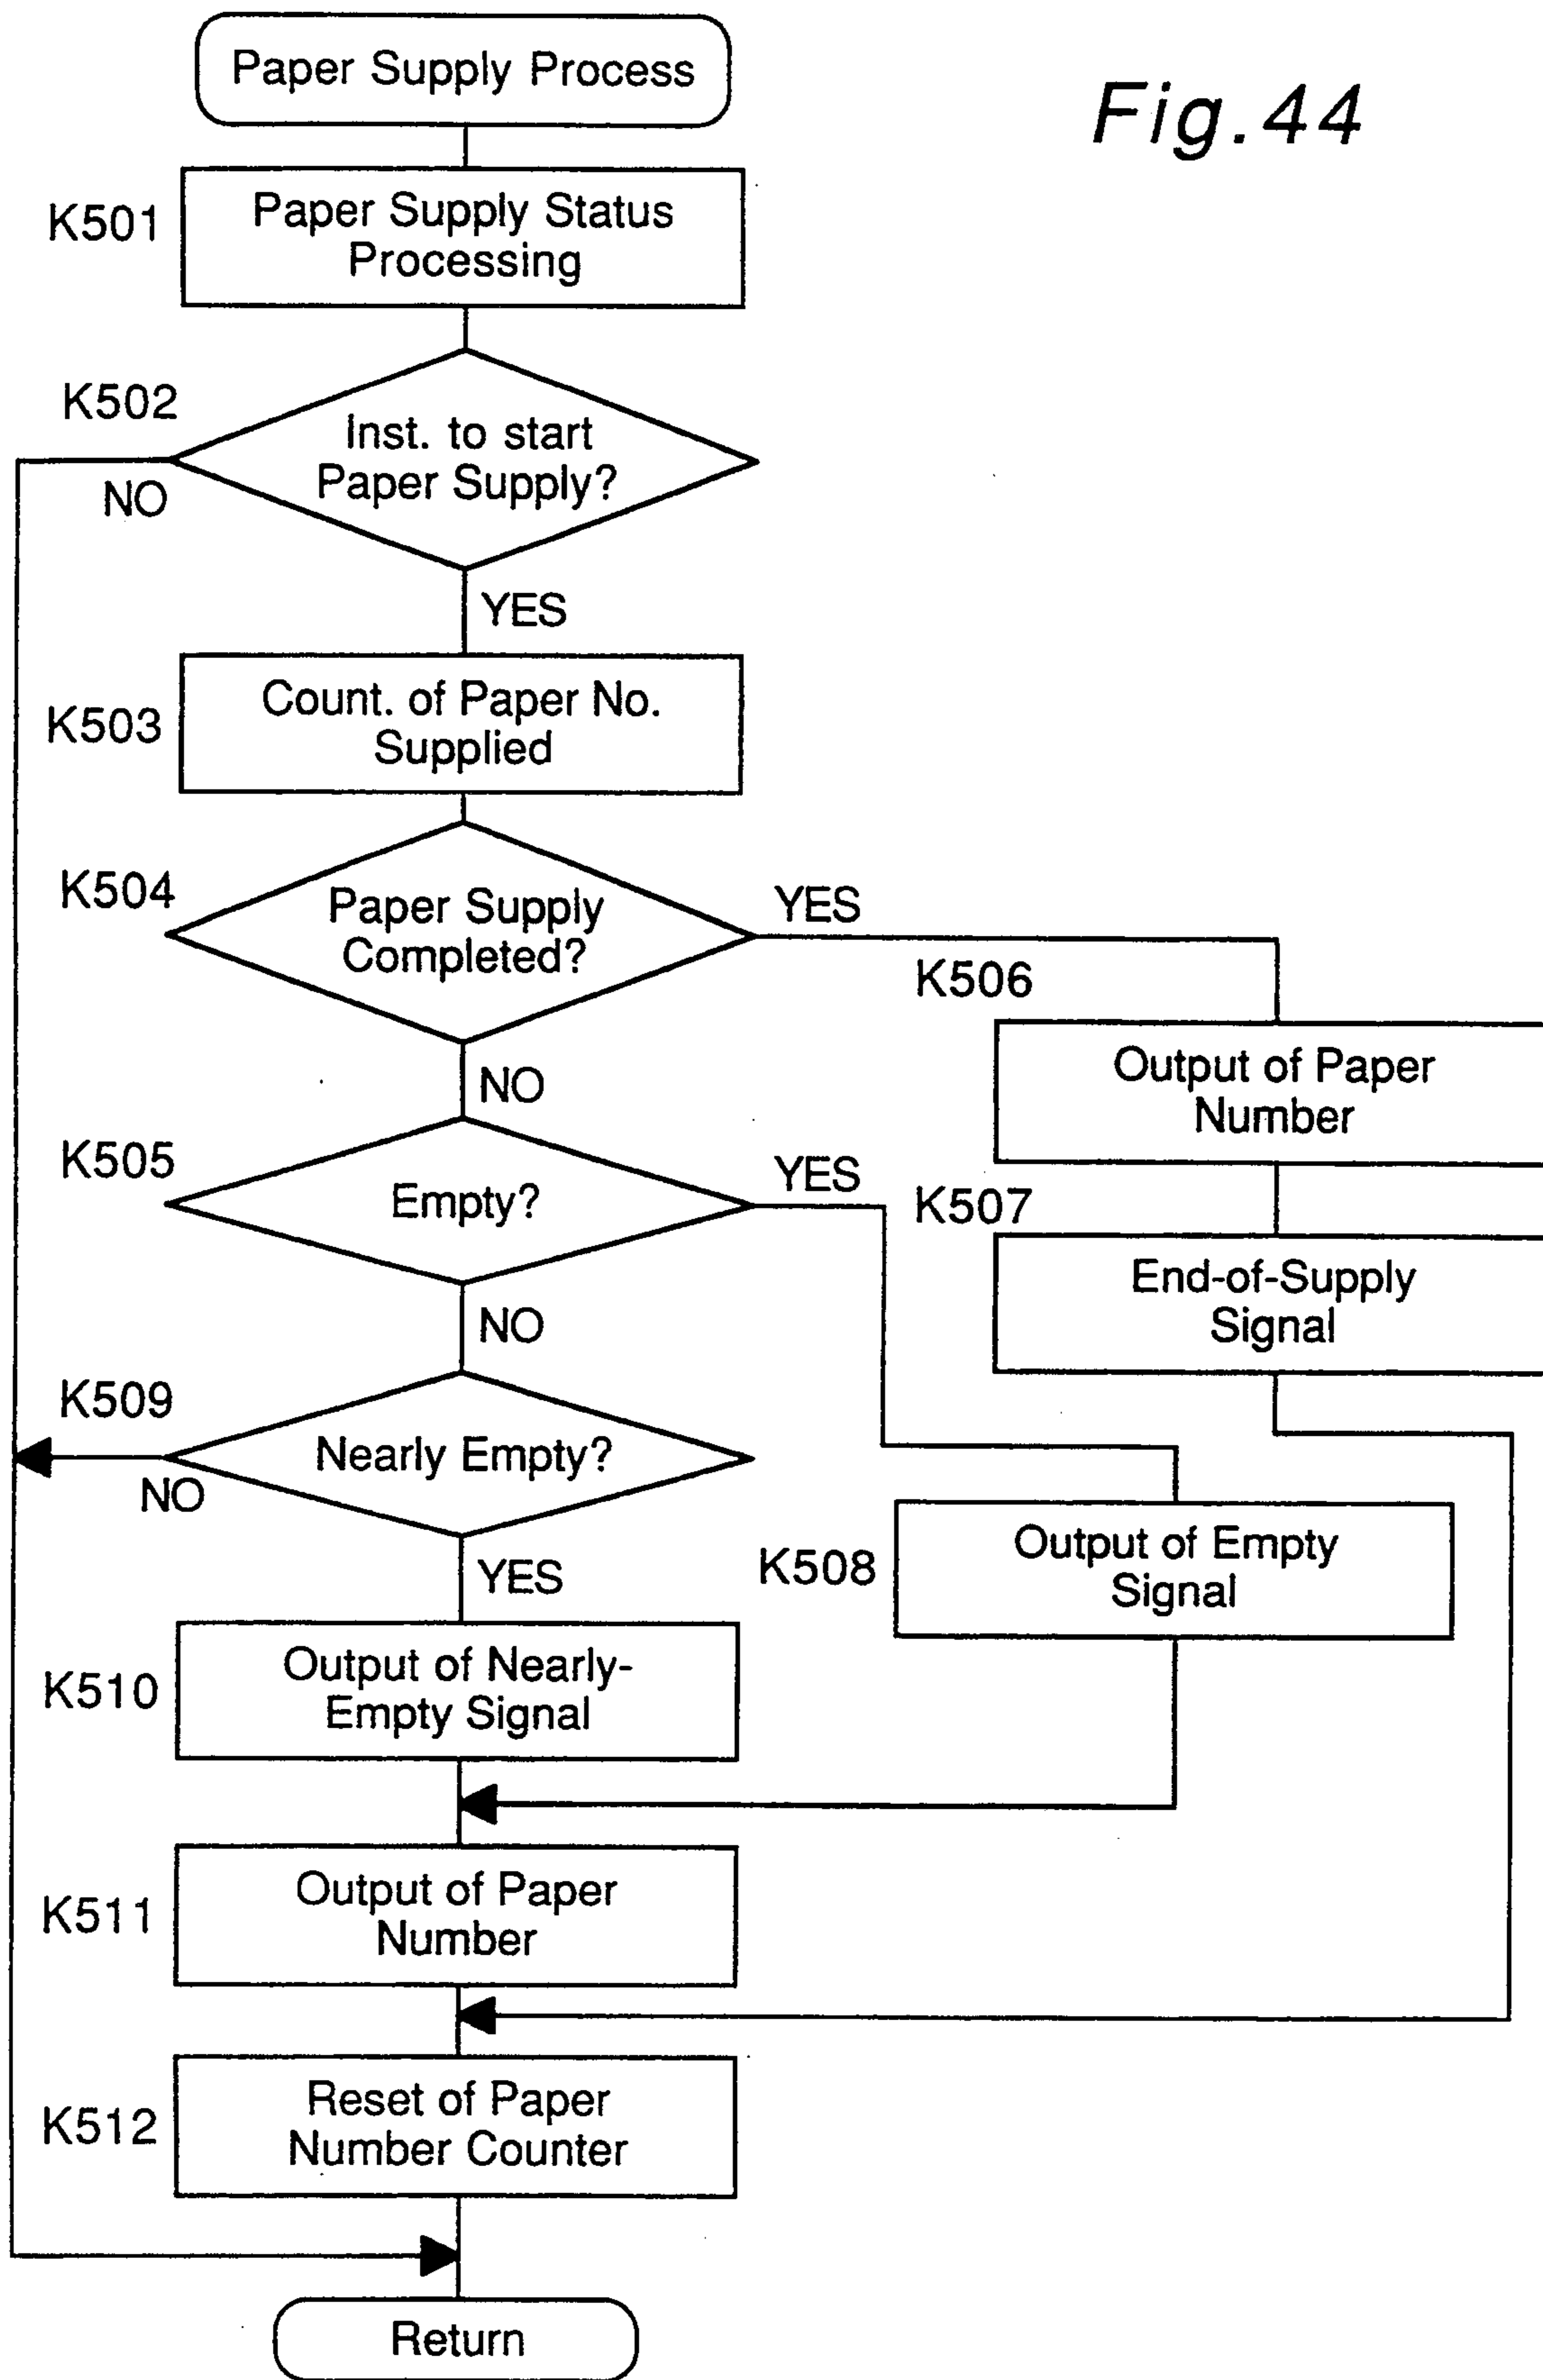 Paper Supply Process
Fig.44
K501
Paper Supply Status
Processing
K502
Inst. to start
Paper Supply?
NO
YES
K503
Count. of Paper No.
Supplied
K504
Paper Supply
Completed?
YES
NO
K506
Output of Paper
Number
K505
Empty?
YES
NO
K507
End-of-Supply
Signal
K509
Nearly Empty?
NO
YES
K508
Output of Empty
Signal
K510
Output of Nearly-
Empty Signal
K511
Output of Paper
Number
K512
Reset of Paper
Number Counter
Return